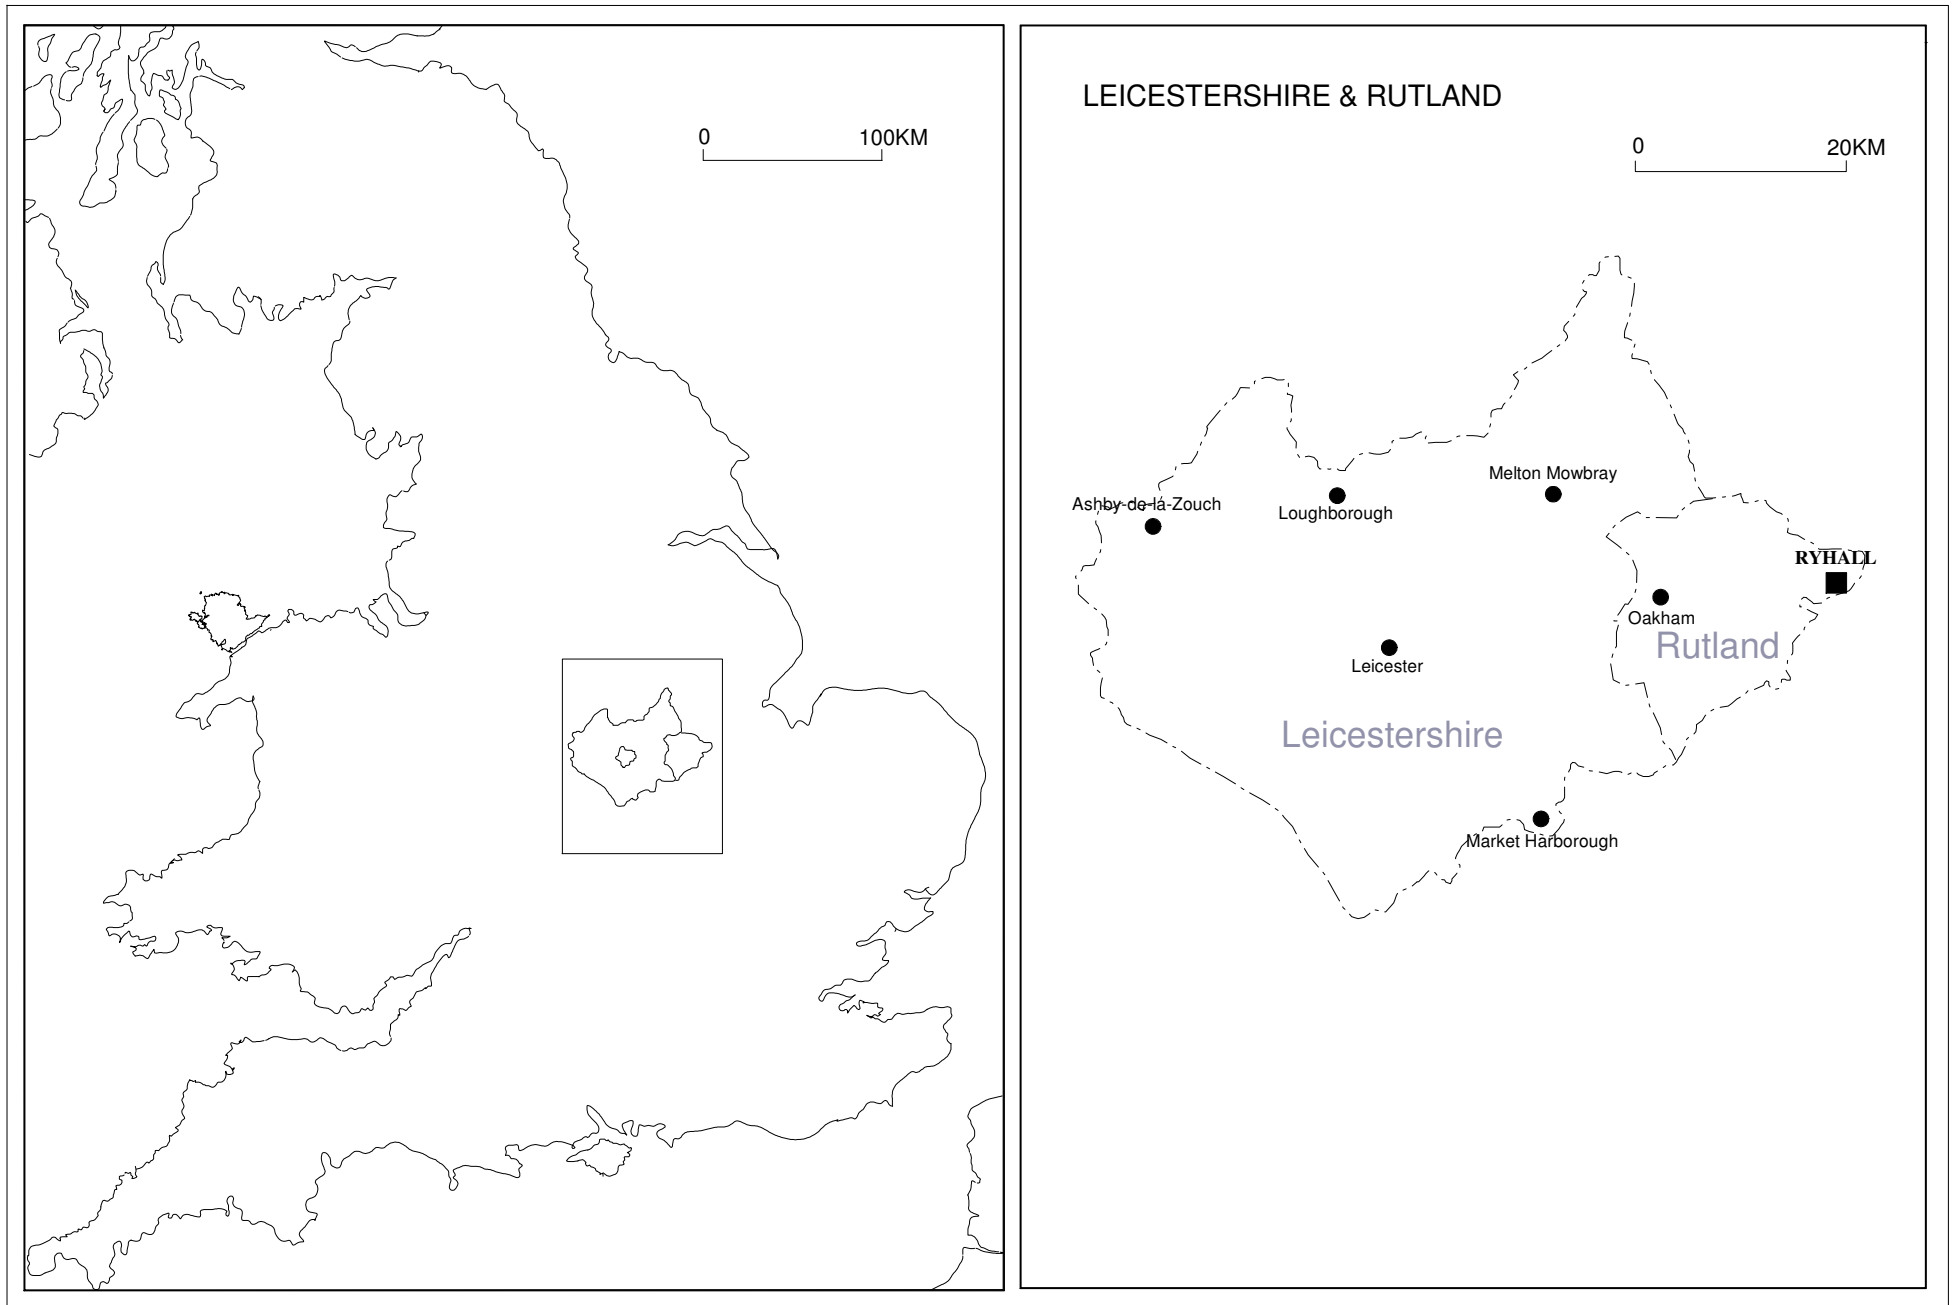 0 100KM
LEICESTERSHIRE & RUTLAND
0 20KM
Melton Mowbray
Ashby-de-la-Zouch
Loughborough
RYHALL
Oakham
Rutland
Leicester
Leicestershire
Market Harborough